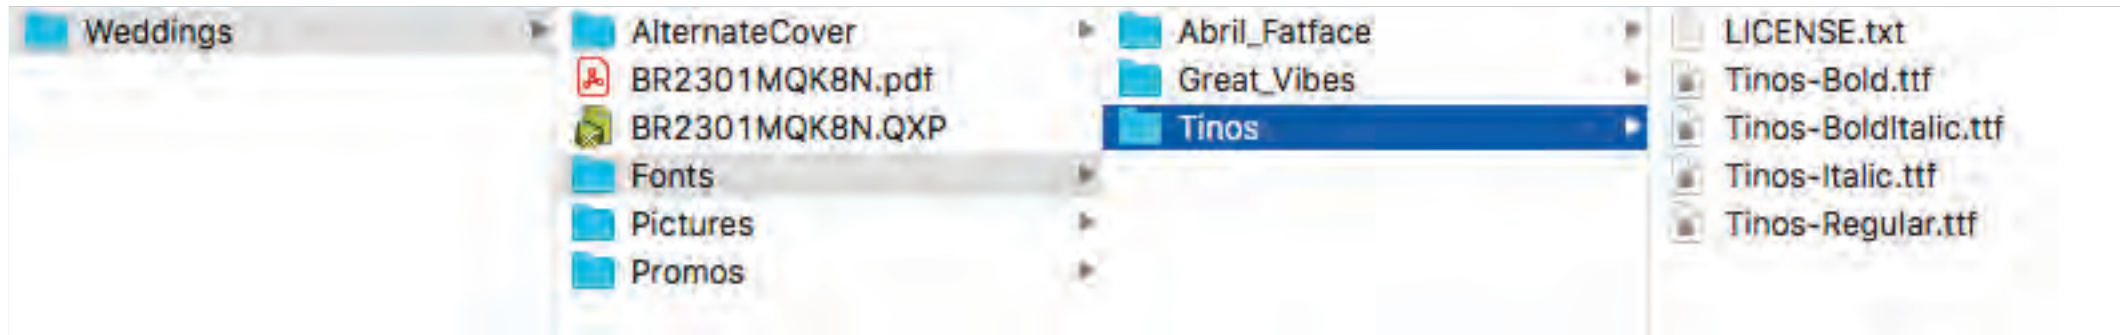 Weddings
AlternateCover
BR2301MQK8N.pdf
BR2301MQK8N.QXP
Fonts
Pictures
Promos
Abril_Fatface
Great_Vibes
Tinos
LICENSE.txt
Tinos-Bold.ttf
Tinos-BoldItalic.ttf
Tinos-Italic.ttf
Tinos-Regular.ttf